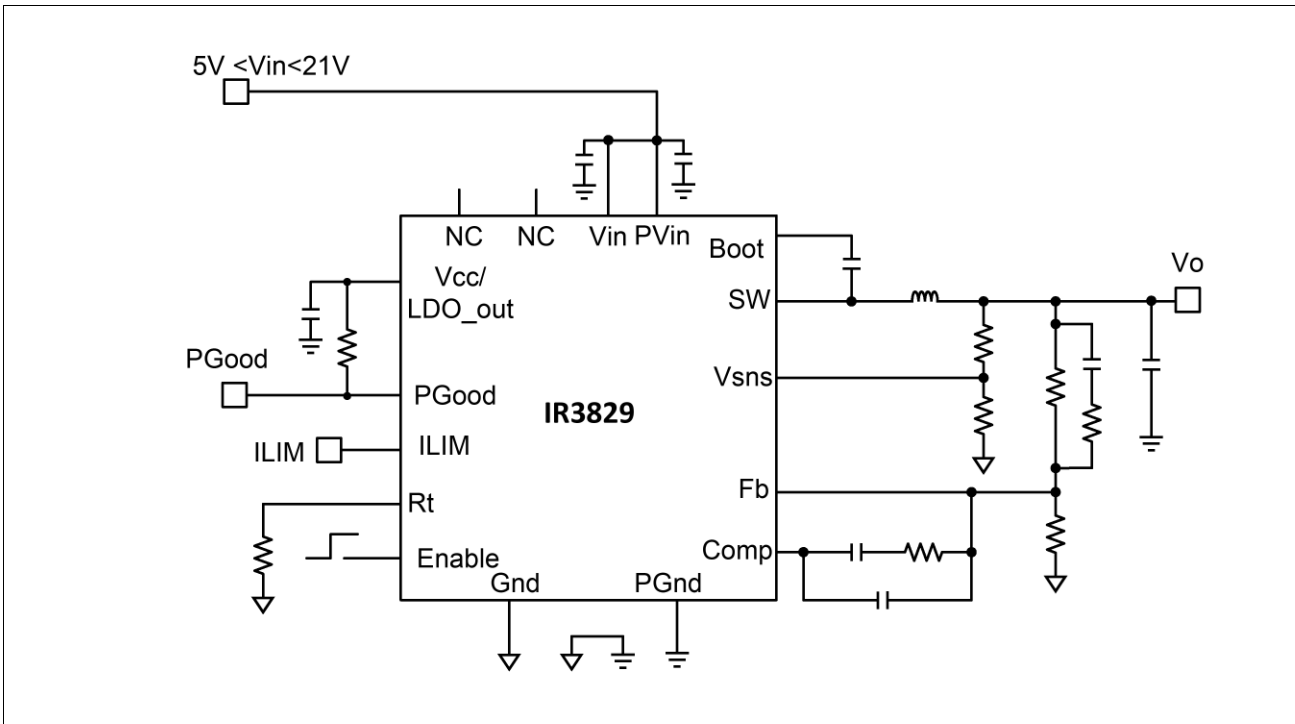 5V <Vin<21V
NC
NC
Vin
PVin
Boot
Vcc/
LDO_out
SW
Vo
PGood
PGood
Vsns
IR3829
ILIM
ILIM
Rt
Fb
Enable
Comp
Gnd
PGnd